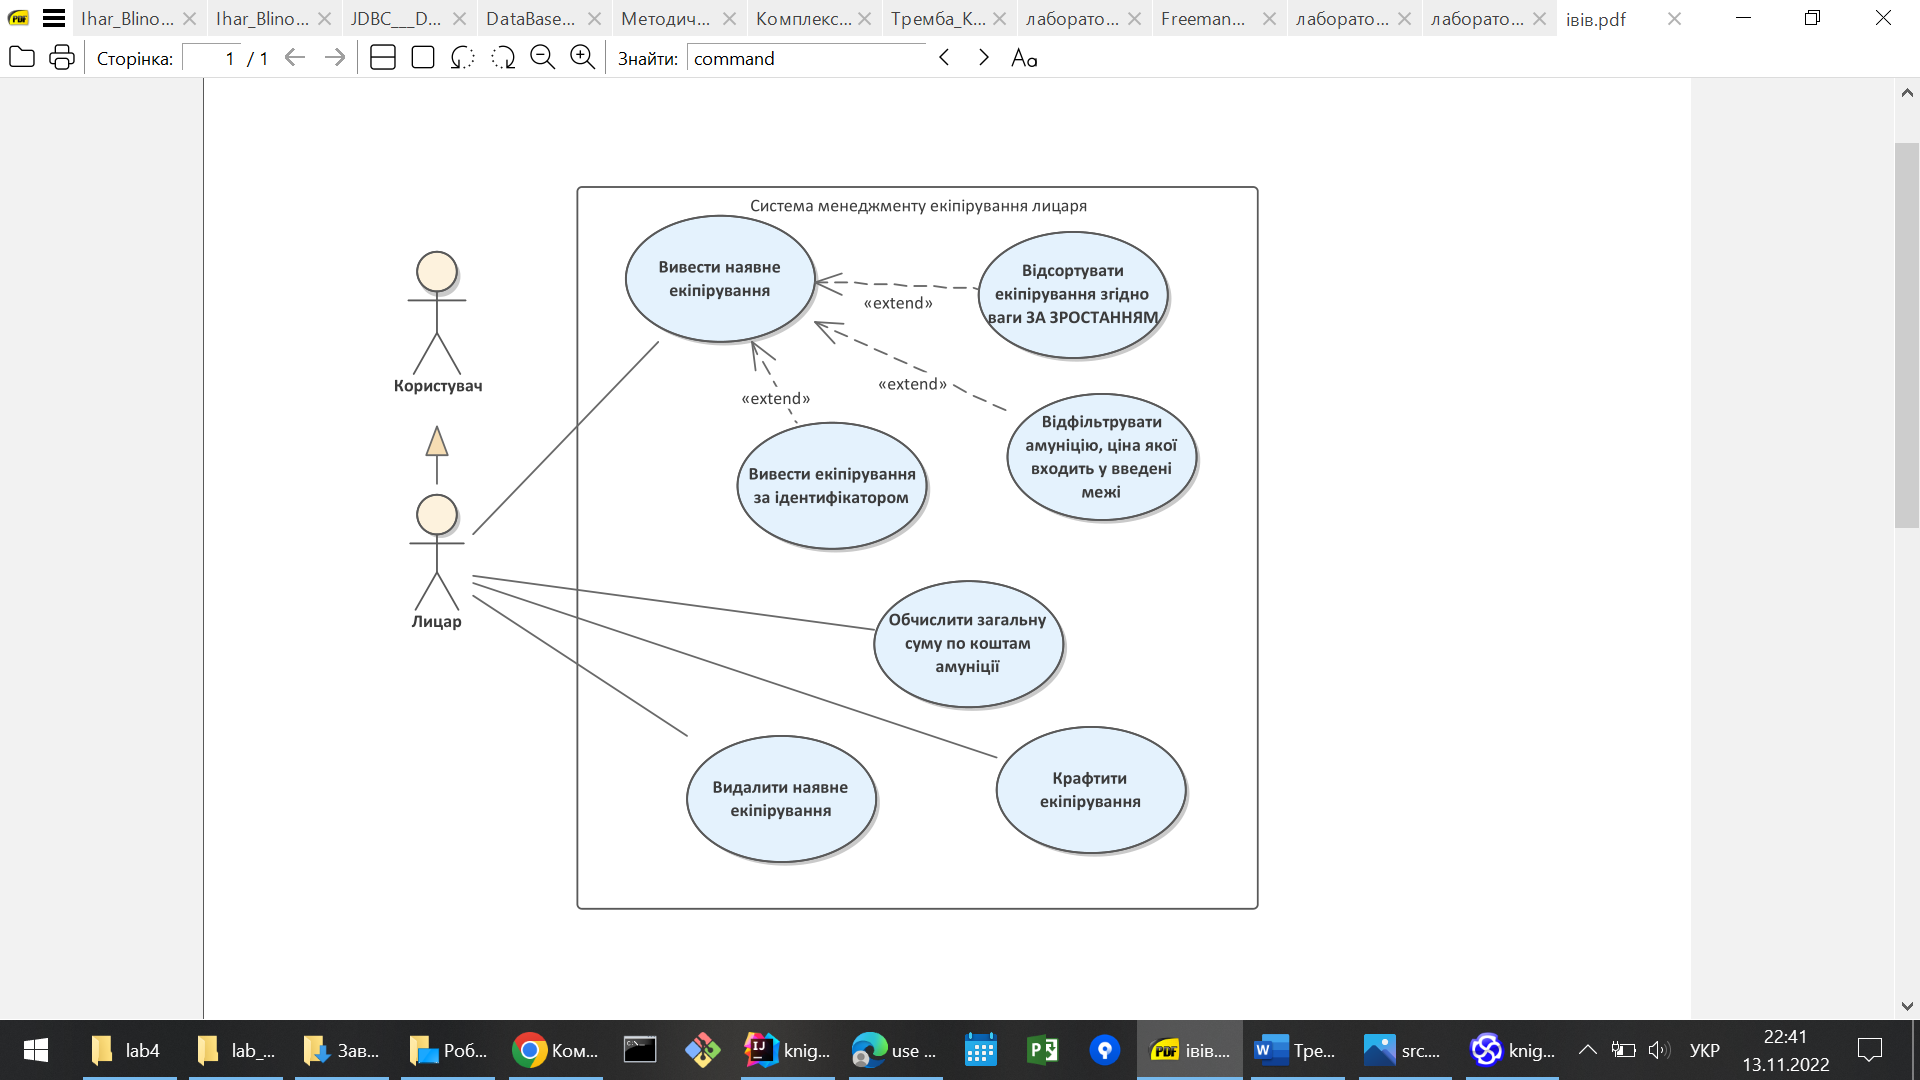 Ihar_Blino...
Ihar_Blino...
JDBC___D...
DataBase...
Методич...
Комплекс...
Тремба_К...
лаборато...
Freeman...
лаборато...
лаборато...
івів.pdf
Сторінка: 1 / 1
Знайти: command
Система менеджменту екіпірування лицаря
Вивести наявне
екіпірування
Відсортувати
екіпірування згідно
ваги ЗА ЗРОСТАННЯМ
«extend»
Користувач
«extend»
«extend»
Відфільтрувати
амуніцію, ціна якої
входить у введені
межі
Вивести екіпірування
за ідентифікатором
Лицар
Обчислити загальну
суму по коштам
амуніції
Видалити наявне
екіпірування
Крафтити
екіпірування
lab4
lab_...
Зав...
Роб...
Ком...
knig...
use ...
івів....
Тре...
src....
knig...
УКР
22:41
13.11.2022